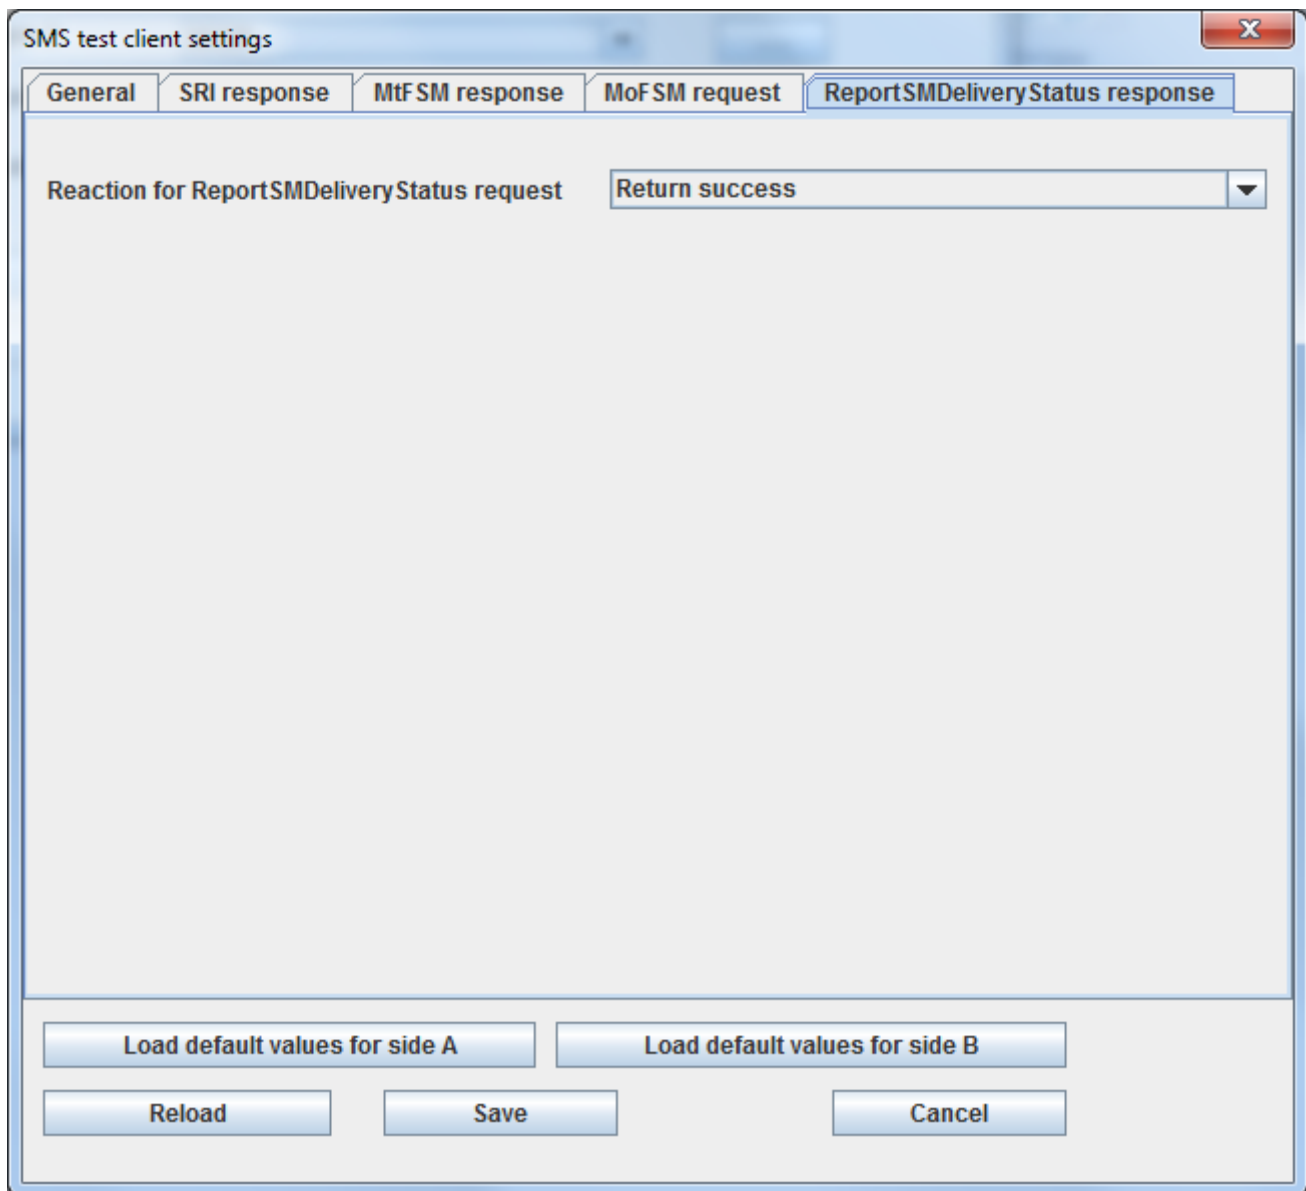 SMS test client settings
General SRI response MtFSM response MoFSM request ReportSMDeliveryStatus response
Reaction for ReportSMDeliveryStatus request Return success
Load default values for side A Load default values for side B
Reload Save Cancel